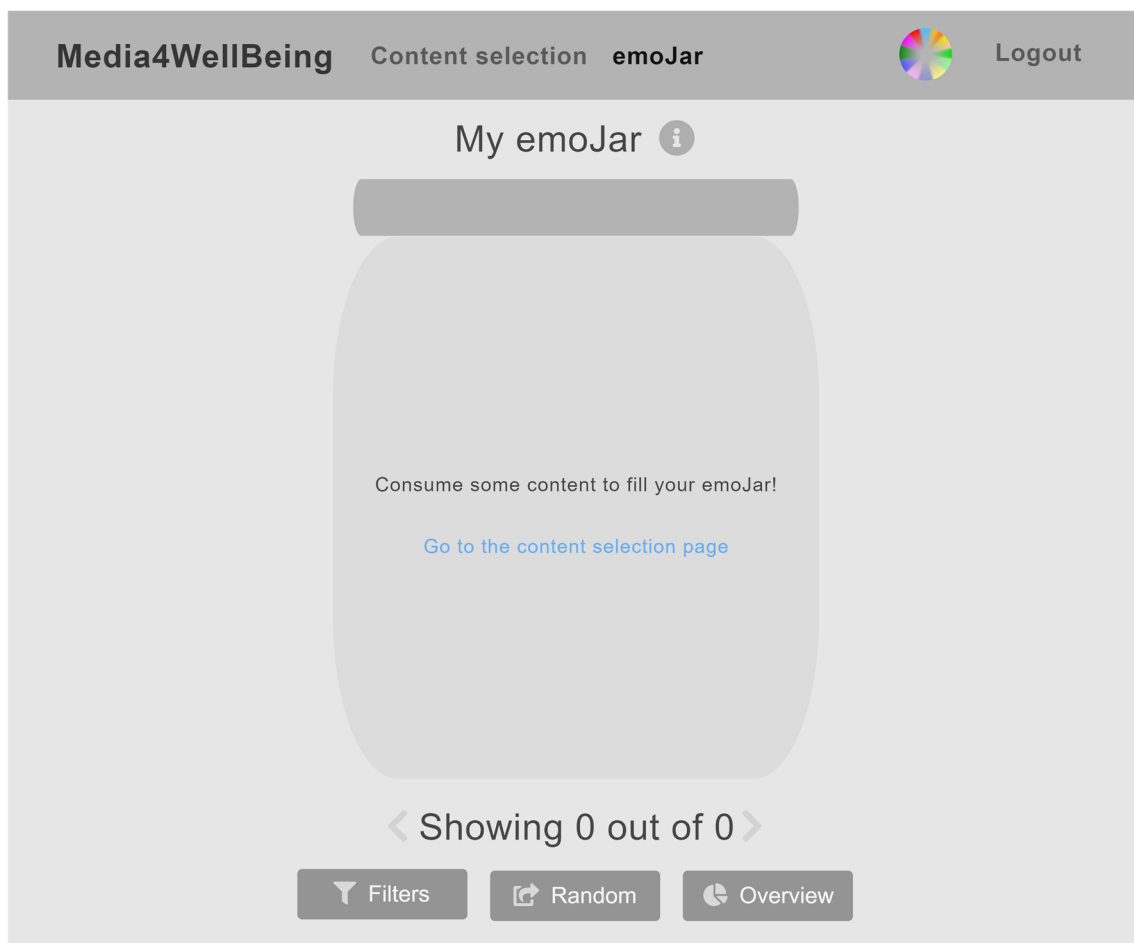 Media4WellBeing Content selection emoJar Logout
My emoJar
Consume some content to fill your emoJar!
Go to the content selection page
Showing 0 out of 0
Filters Random Overview